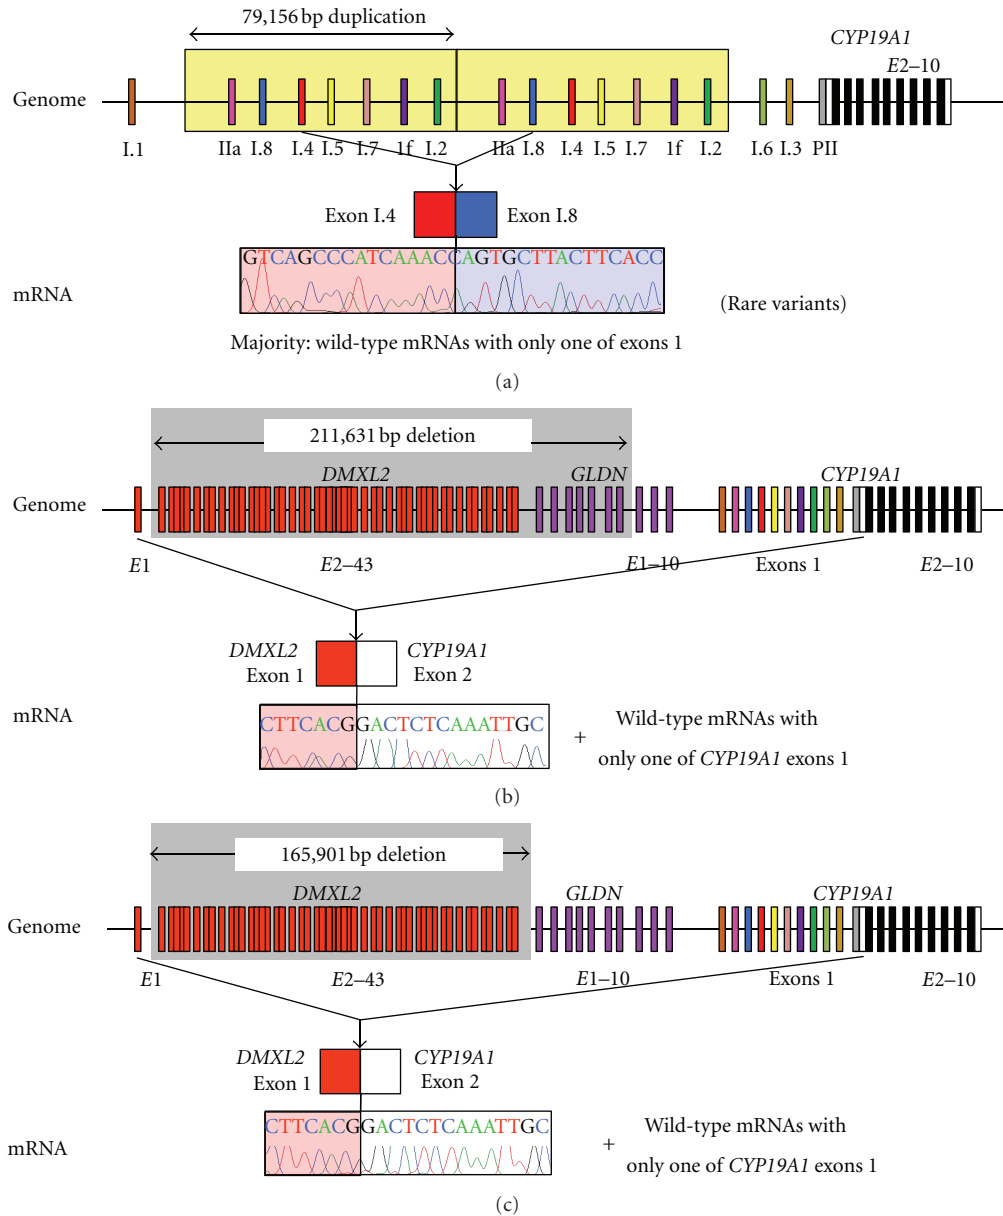 79,156 bp duplication
CYP19A1
E2–10
Genome
I.1 IIa I.8 I.4 I.5 I.7 1f I.2 IIa I.8 I.4 I.5 I.7 1f I.2 I.6 I.3 PII
Exon I.4 Exon I.8
GTCAGCCCATCAAACCAGTGCTTACTTCACC
mRNA
(Rare variants)
Majority: wild-type mRNAs with only one of exons 1
(a)
211,631 bp deletion
DMXL2 GLDN CYP19A1
Genome
E1 E2–43 E1–10 Exons 1 E2–10
DMXL2 CYP19A1
Exon 1 Exon 2
mRNA
CTTCACGGACTCTCAAATTGC
+ Wild-type mRNAs with
only one of CYP19A1 exons 1
(b)
165,901 bp deletion
DMXL2 GLDN CYP19A1
Genome
E1 E2–43 E1–10 Exons 1 E2–10
DMXL2 CYP19A1
Exon 1 Exon 2
CTTCACGGACTCTCAAATTGC
mRNA
+ Wild-type mRNAs with
only one of CYP19A1 exons 1
(c)